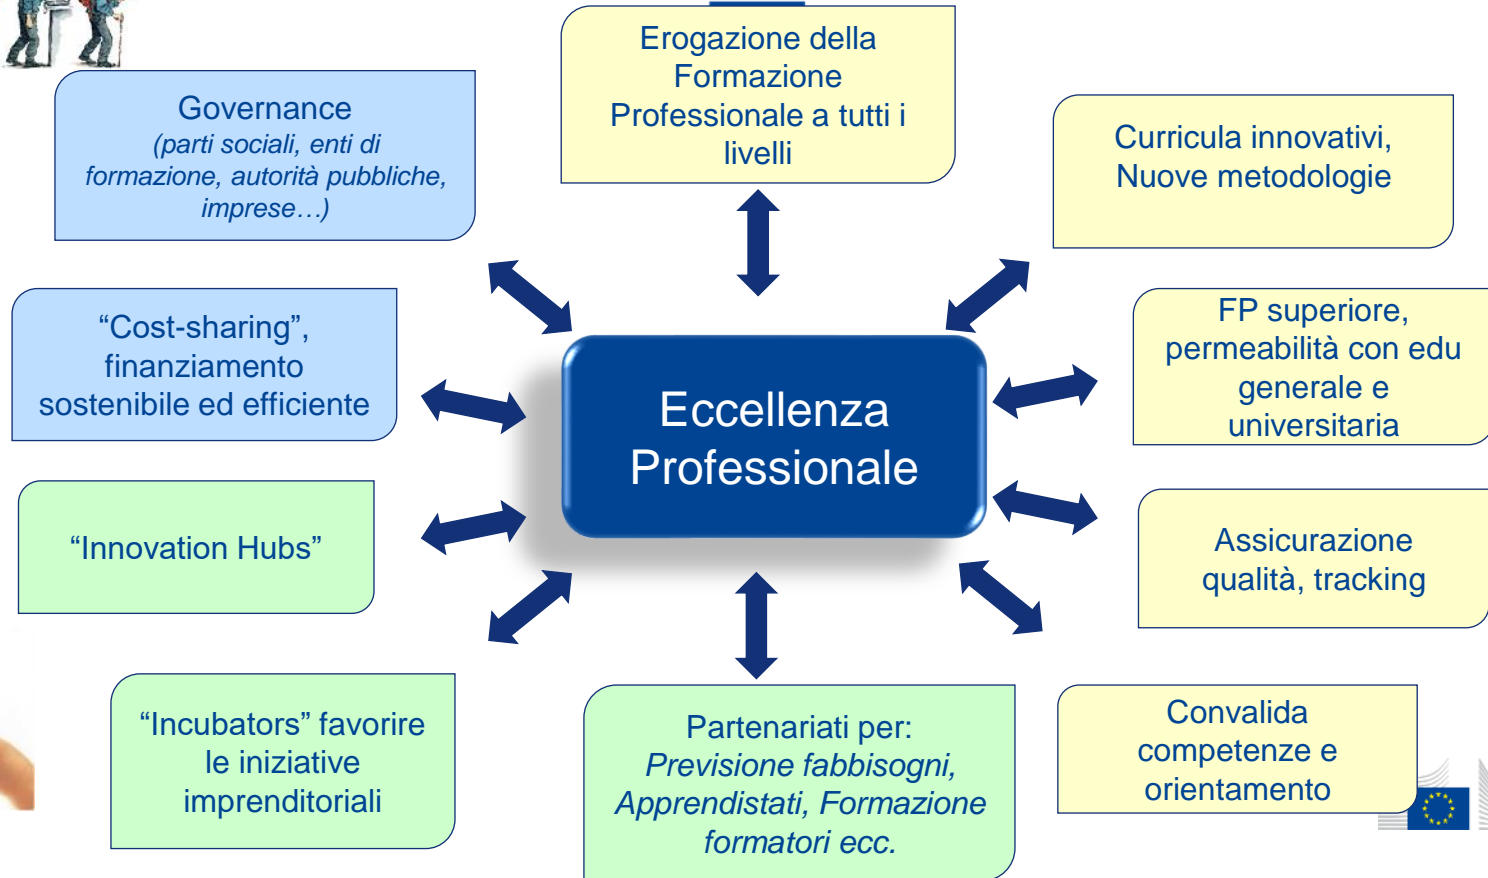 Erogazione della
Formazione
Professionale a tutti i
livelli
Governance
(parti sociali, enti di
formazione, autorità pubbliche,
imprese…)
Curricula innovativi,
Nuove metodologie
“Cost-sharing”,
finanziamento
sostenibile ed efficiente
FP superiore,
permeabilità con edu
generale e
universitaria
Eccellenza
Professionale
“Innovation Hubs”
Assicurazione
qualità, tracking
“Incubators” favorire
le iniziative
imprenditoriali
Partenariati per:
Previsione fabbisogni,
Apprendistati, Formazione
formatori ecc.
Convalida
competenze e
orientamento